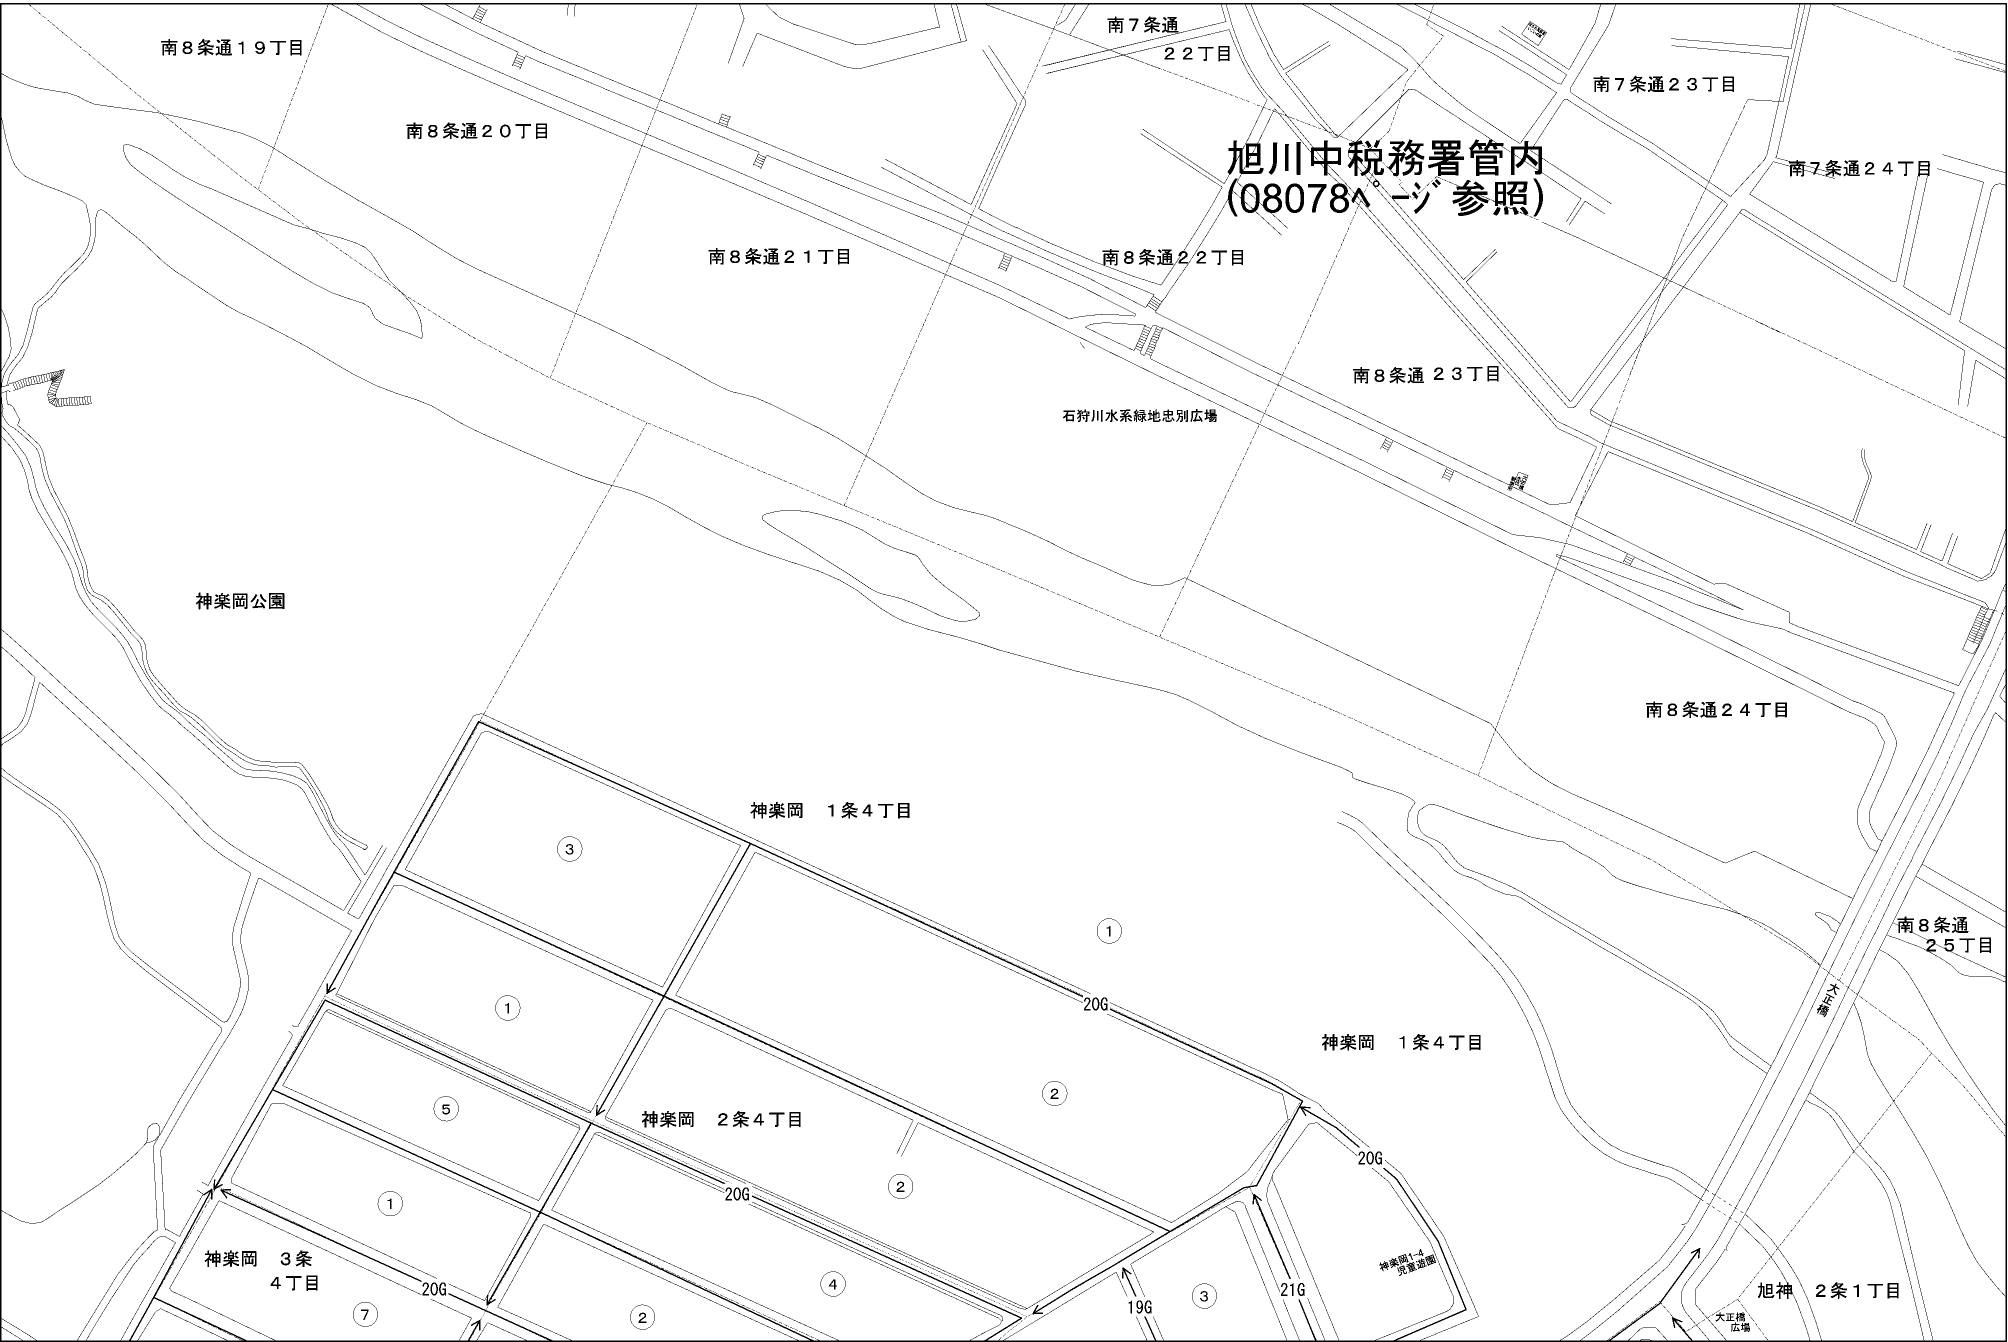 南８条通１９丁目
南７条通
２２丁目
南７条通２３丁目
南８条通２０丁目
旭川中税務署管内
(08078ﾍﾟｰｼﾞ参照)
南７条通２４丁目
南８条通２１丁目
南８条通２２丁目
南８条通２３丁目
石狩川水系緑地忠別広場
神楽岡公園
南８条通２４丁目
神楽岡　１条４丁目
③
①
南８条通
２５丁目
大正橋
①
20G
神楽岡　１条４丁目
②
⑤
神楽岡　２条４丁目
20G
②
20G
①
神楽岡　３条
４丁目
20G
④
神楽岡1-4
児童遊園
21G
③
19G
⑦
②
旭神　２条１丁目
大正橋
広場